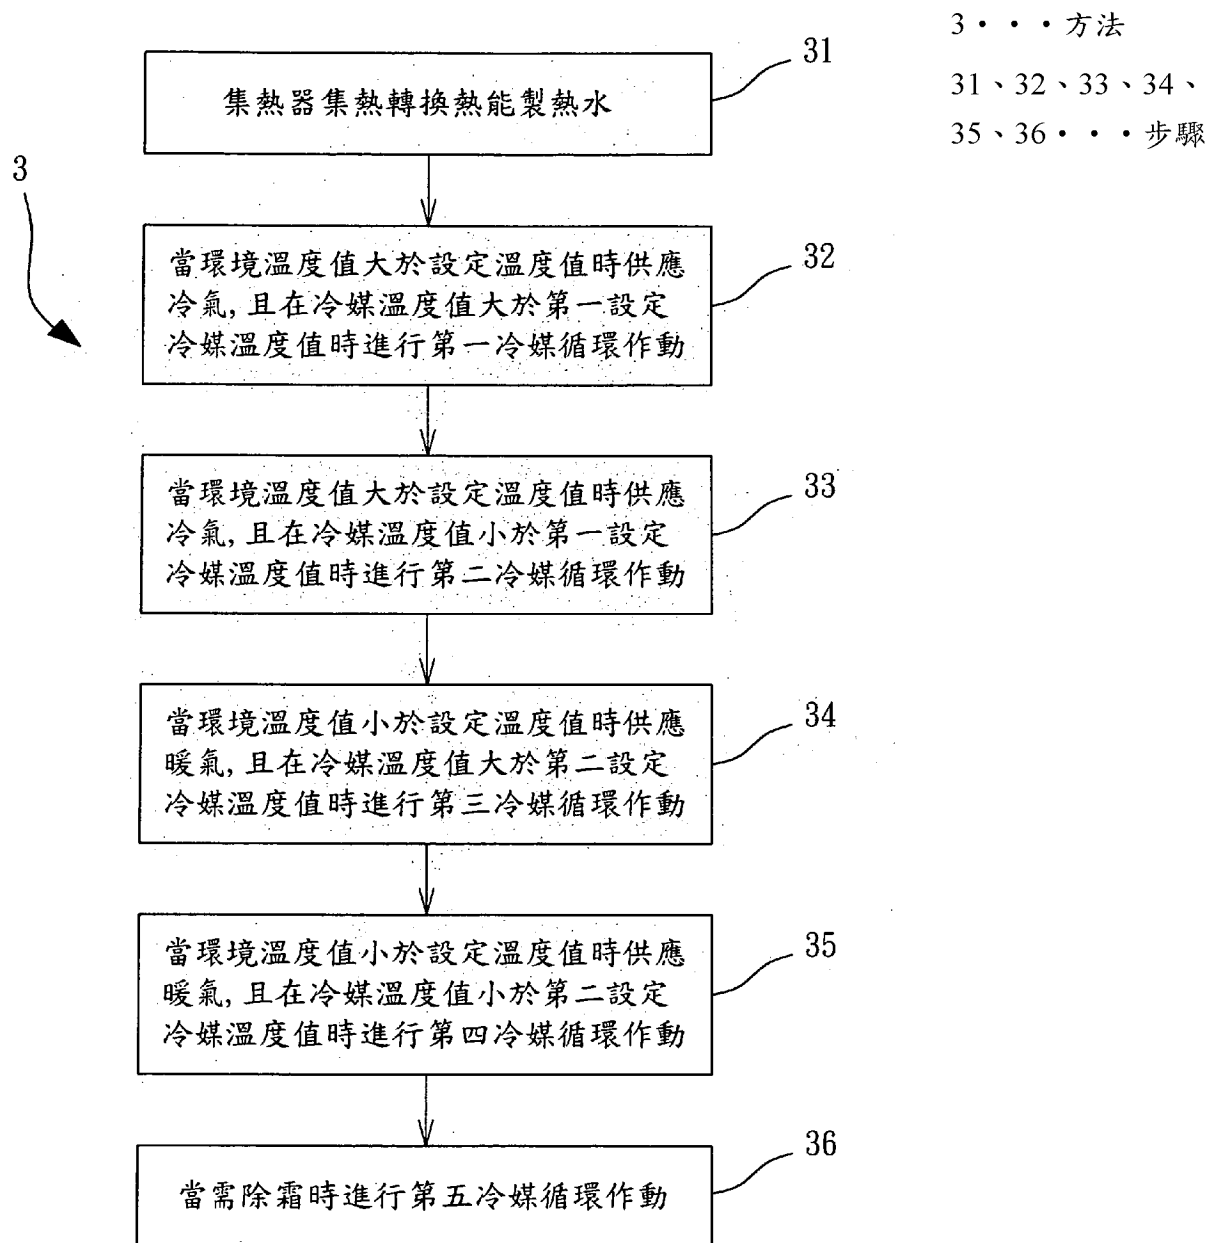 3・・・方法
31、32、33、34、
35、36・・・步驟
3
31
集熱器集熱轉換熱能製熱水
32
當環境溫度值大於設定溫度值時供應
冷氣,且在冷媒溫度值大於第一設定
冷媒溫度值時進行第一冷媒循環作動
33
當環境溫度值大於設定溫度值時供應
冷氣,且在冷媒溫度值小於第一設定
冷媒溫度值時進行第二冷媒循環作動
34
當環境溫度值小於設定溫度值時供應
暖氣,且在冷媒溫度值大於第二設定
冷媒溫度值時進行第三冷媒循環作動
35
當環境溫度值小於設定溫度值時供應
暖氣,且在冷媒溫度值小於第二設定
冷媒溫度值時進行第四冷媒循環作動
36
當需除霜時進行第五冷媒循環作動